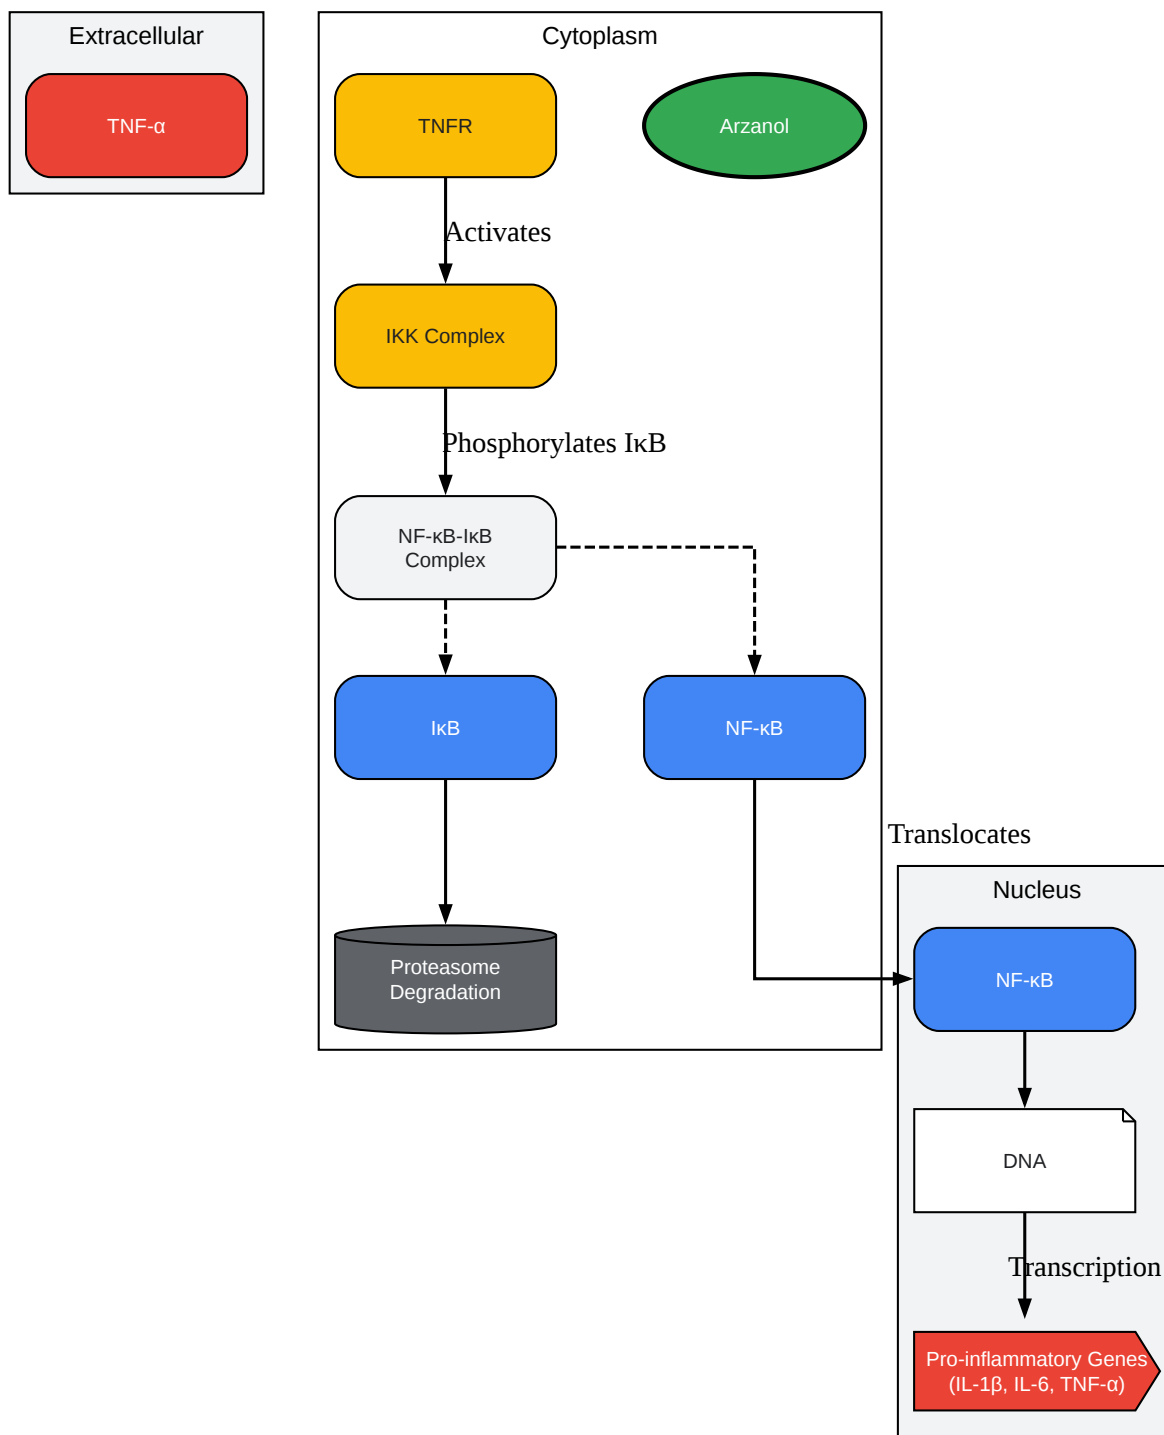 Extracellular
Cytoplasm
TNF-α
TNFR
Arzanol
Activates
IKK Complex
Phosphorylates IκB
NF-κB-IκB
Complex
IκB
NF-κB
Translocates
Nucleus
Proteasome
Degradation
NF-κB
DNA
Transcription
Pro-inflammatory Genes
(IL-1β, IL-6, TNF-α)